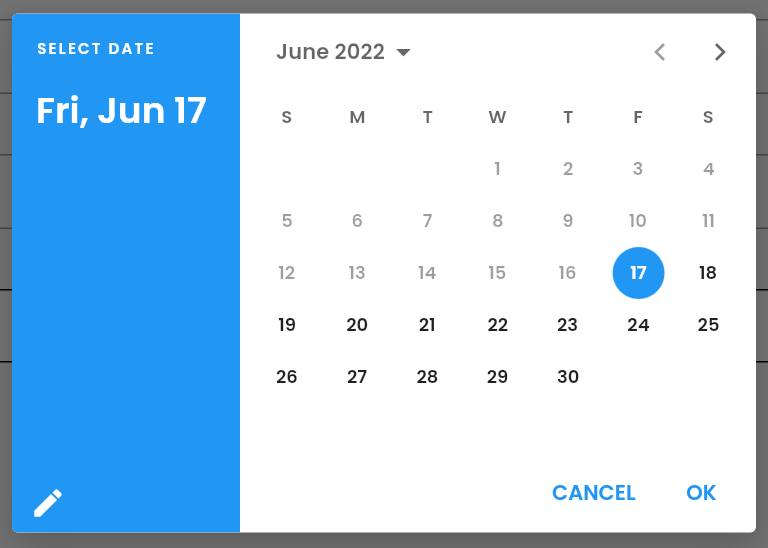 SELECT DATE
Fri, Jun 17
June 2022
S M T W T F S
1 2 3 4
5 6 7 8 9 10 11
12 13 14 15 16 17 18
19 20 21 22 23 24 25
26 27 28 29 30
CANCEL OK